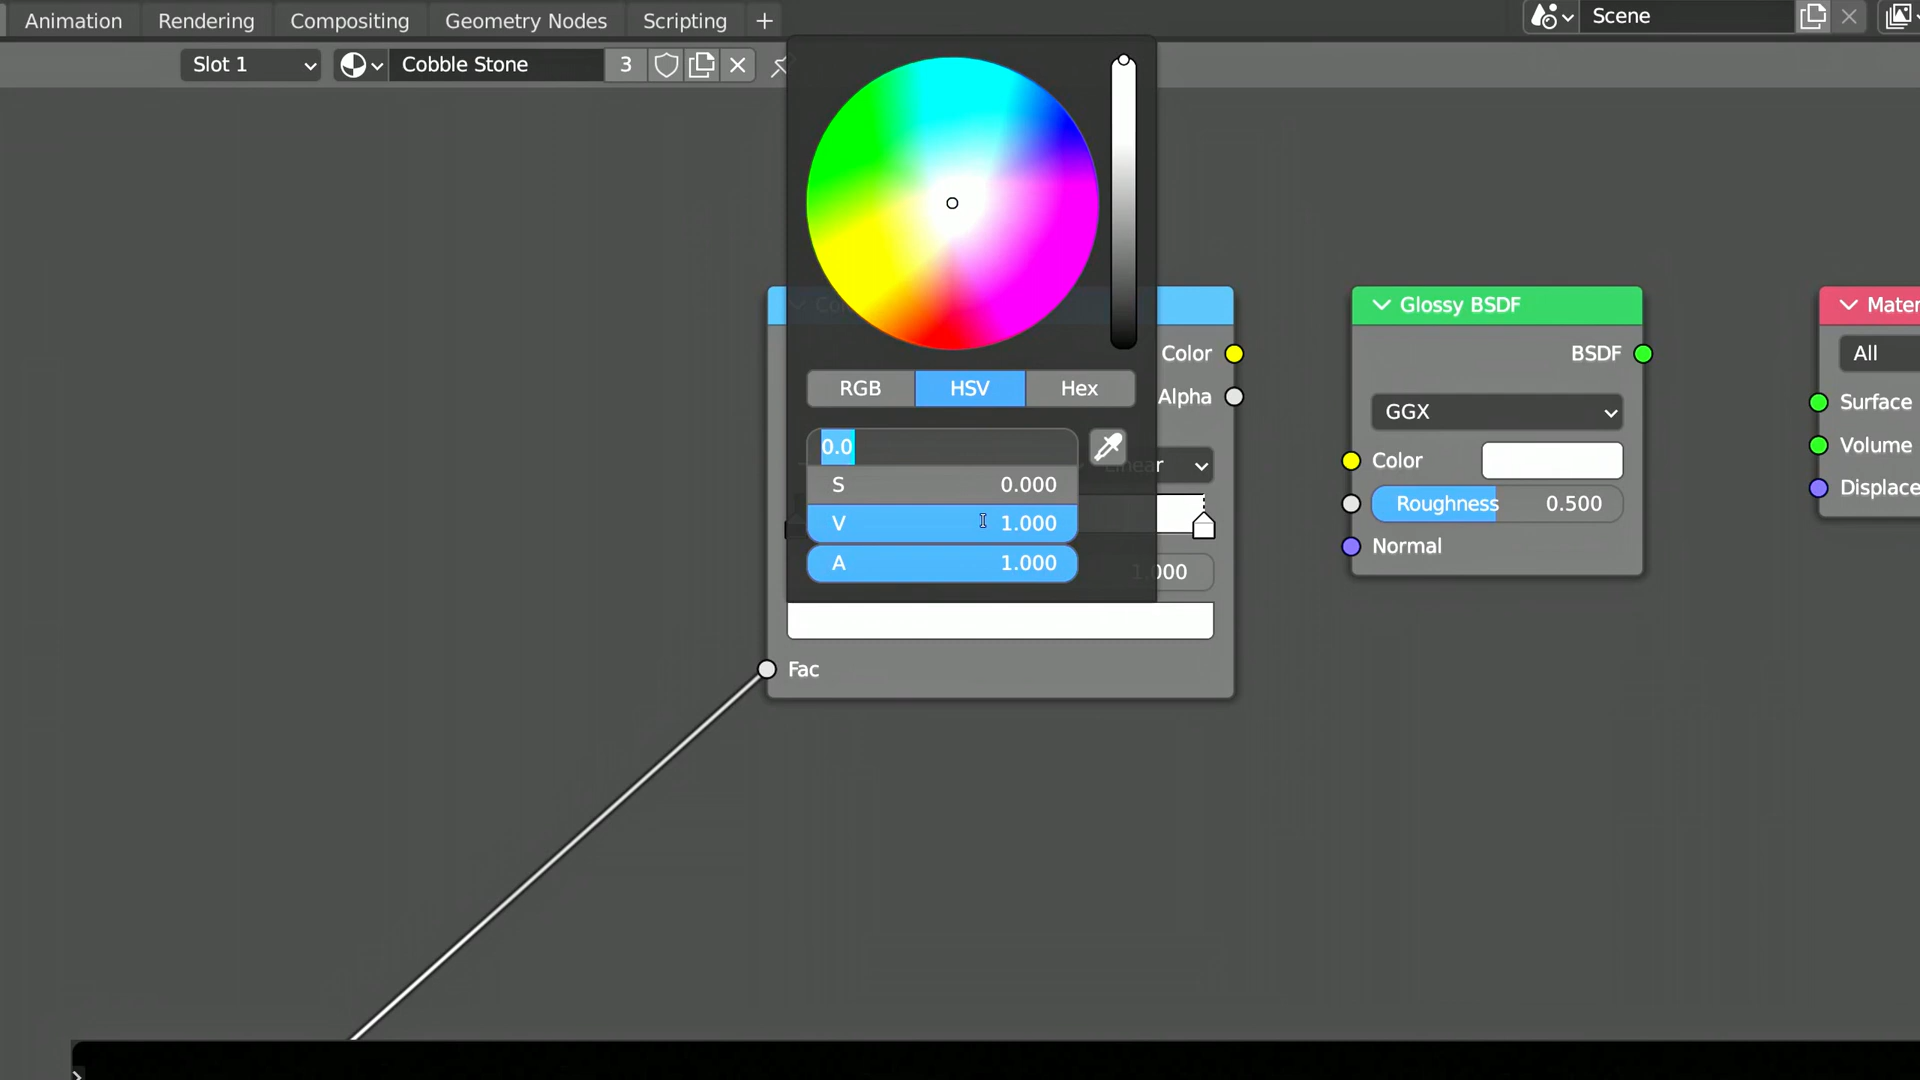 Animation Rendering Compositing Geometry Nodes Scripting + Scene
Slot 1 Cobble Stone 3
Glossy BSDF Mater
Color BSDF All
Alpha GGX Surface
RGB HSV Hex
Color Volume
0.0
S 0.000 Roughness 0.500 Displace
V 1.000
Normal
A 1.000 1.000
Fac